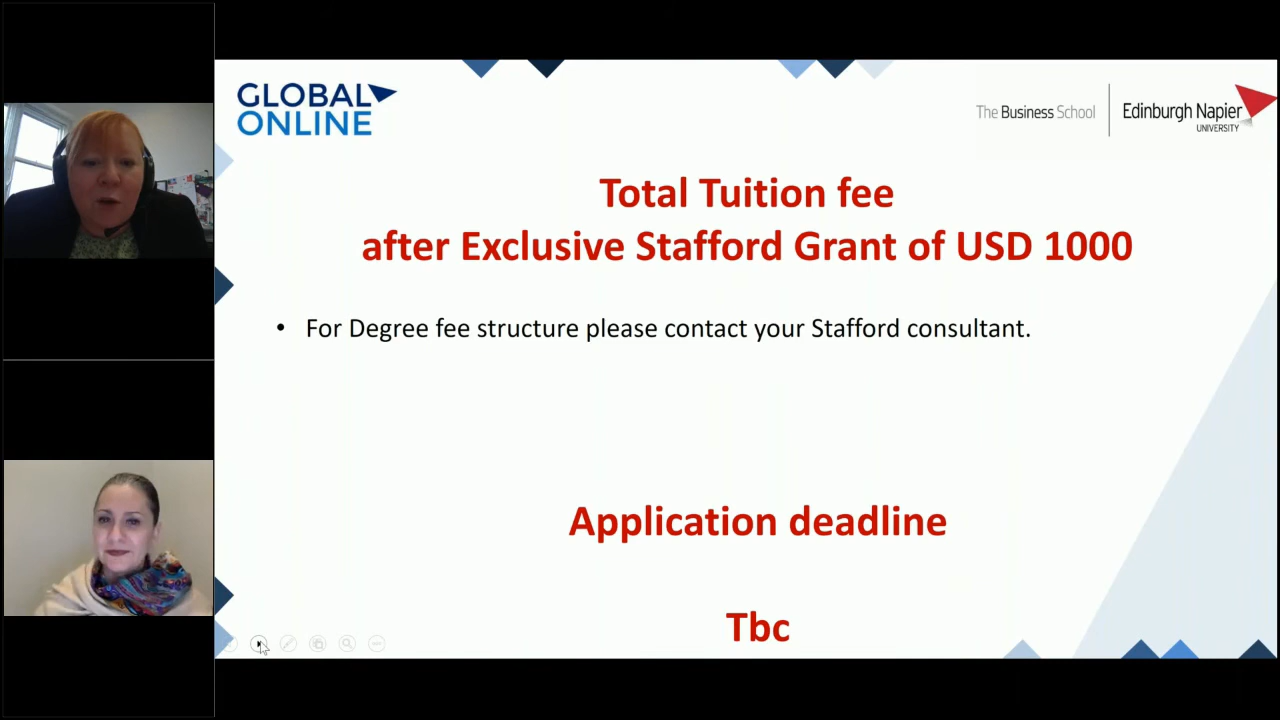 GLOBAL
ONLINE
The Business School
Edinburgh Napier
UNIVERSITY
Total Tuition fee
after Exclusive Stafford Grant of USD 1000
• For Degree fee structure please contact your Stafford consultant.
Application deadline
Tbc